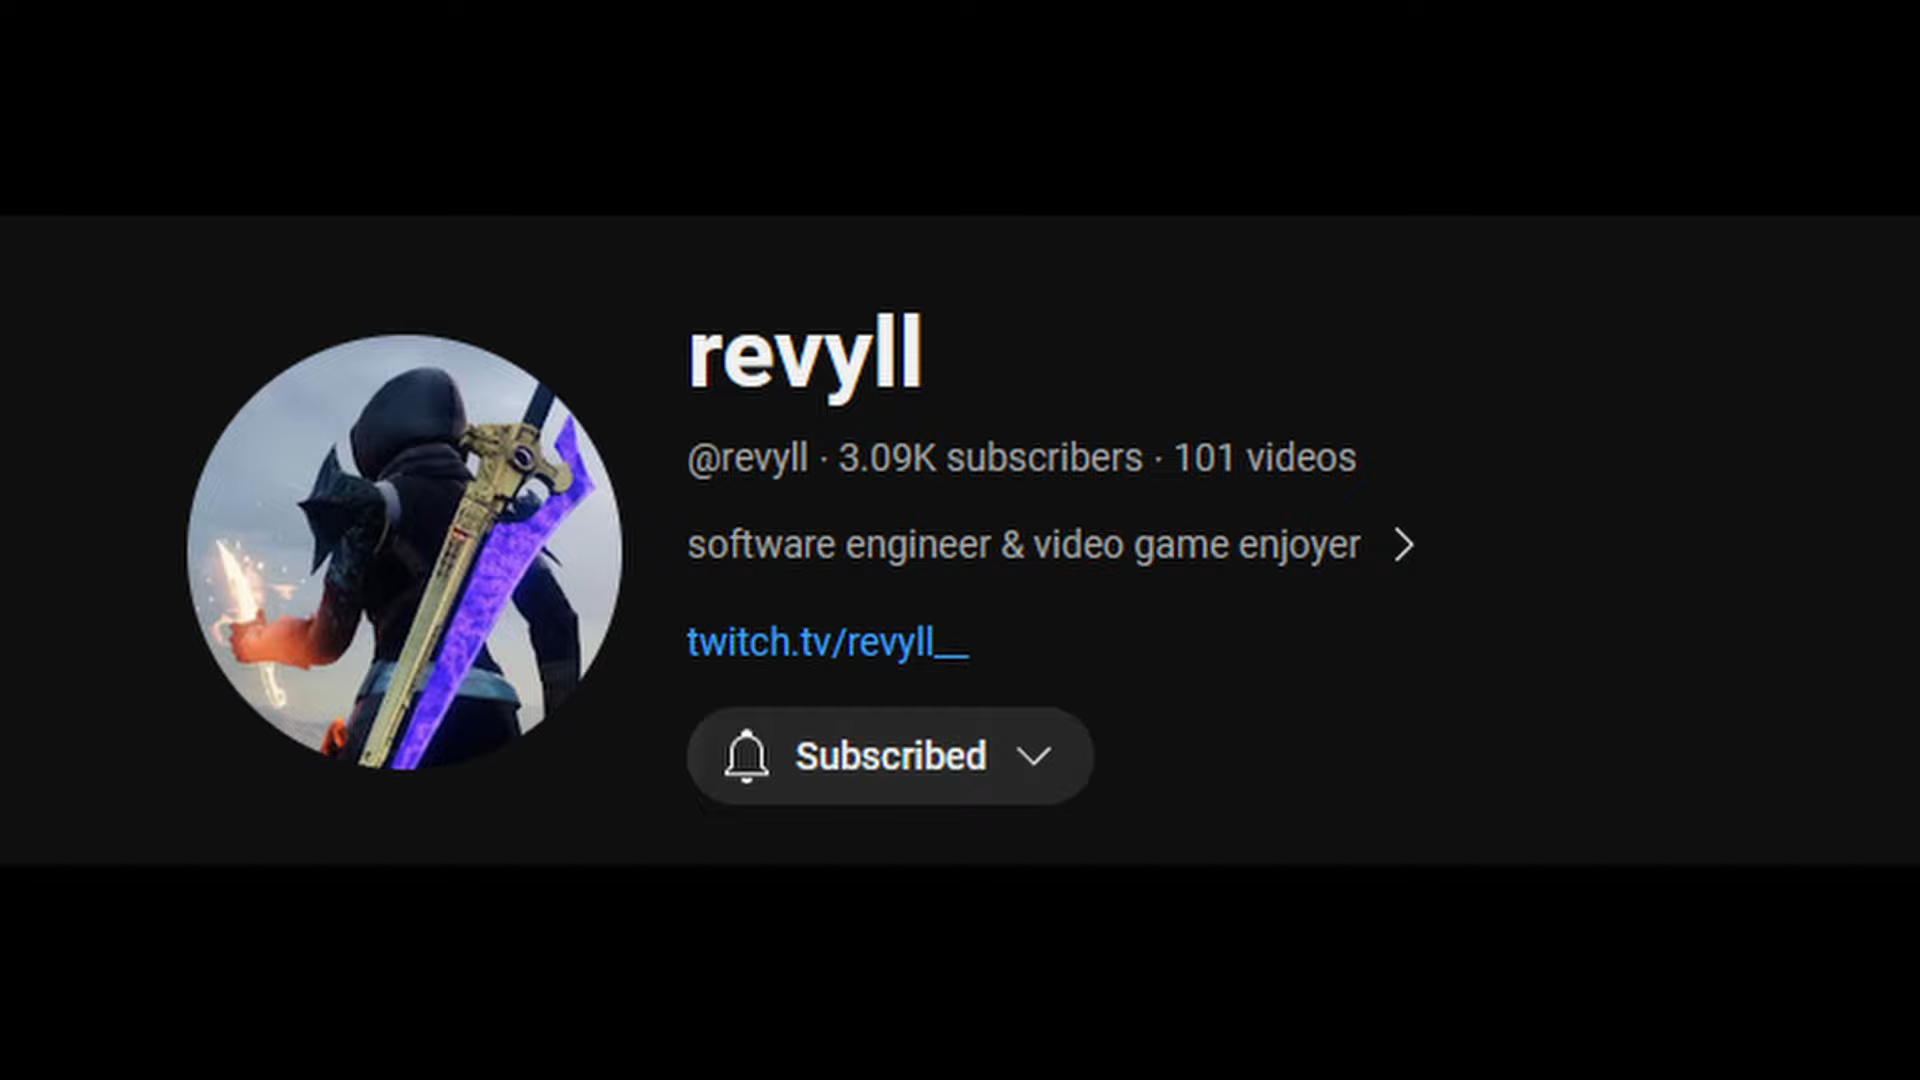 revyll
@revyll · 3.09K subscribers · 101 videos
software engineer & video game enjoyer
twitch.tv/revyll__
Subscribed